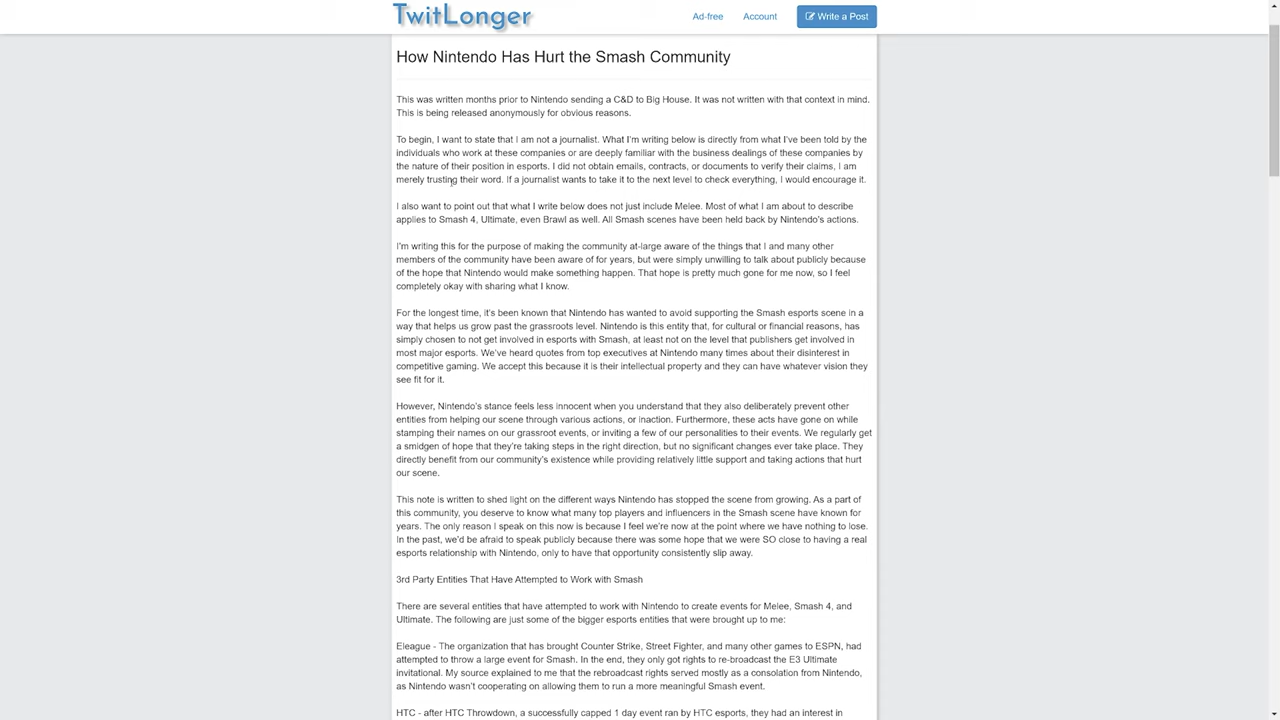 TwitLonger
Ad-free
Account
Write a Post
How Nintendo Has Hurt the Smash Community
This was written months prior to Nintendo sending a C&D to Big House. It was not written with that context in mind.
This is being released anonymously for obvious reasons.
To begin, I want to state that I am not a journalist. What I'm writing below is directly from what I've been told by the
individuals who work at these companies or are deeply familiar with the business dealings of these companies by
the nature of their position in esports. I did not obtain emails, contracts, or documents to verify their claims, I am
merely trusting their word. If a journalist wants to take it to the next level to check everything, I would encourage it.
I also want to point out that what I write below does not just include Melee. Most of what I am about to describe
applies to Smash 4, Ultimate, even Brawl as well. All Smash scenes have been held back by Nintendo's actions.
I'm writing this for the purpose of making the community at-large aware of the things that I and many other
members of the community have been aware of for years, but were simply unwilling to talk about publicly because
of the hope that Nintendo would make something happen. That hope is pretty much gone for me now, so I feel
completely okay with sharing what I know.
For the longest time, it's been known that Nintendo has wanted to avoid supporting the Smash esports scene in a
way that helps us grow past the grassroots level. Nintendo is this entity that, for cultural or financial reasons, has
simply chosen to not get involved in esports with Smash, at least not on the level that publishers get involved in
most major esports. We've heard quotes from top executives at Nintendo many times about their disinterest in
competitive gaming. We accept this because it is their intellectual property and they can have whatever vision they
see fit for it.
However, Nintendo's stance feels less innocent when you understand that they also deliberately prevent other
entities from helping our scene through various actions, or inaction. Furthermore, these acts have gone on while
stamping their names on our grassroot events, or inviting a few of our personalities to their events. We regularly get
a smidgen of hope that they're taking steps in the right direction, but no significant changes ever take place. They
directly benefit from our community's existence while providing relatively little support and taking actions that hurt
our scene.
This note is written to shed light on the different ways Nintendo has stopped the scene from growing. As a part of
this community, you deserve to know what many top players and influencers in the Smash scene have known for
years. The only reason I speak on this now is because I feel we're now at the point where we have nothing to lose.
In the past, we'd be afraid to speak publicly because there was some hope that we were SO close to having a real
esports relationship with Nintendo, only to have that opportunity consistently slip away.
3rd Party Entities That Have Attempted to Work with Smash
There are several entities that have attempted to work with Nintendo to create events for Melee, Smash 4, and
Ultimate. The following are just some of the bigger esports entities that were brought up to me:
Eleague - The organization that has brought Counter Strike, Street Fighter, and many other games to ESPN, had
attempted to throw a large event for Smash. In the end, they only got rights to re-broadcast the E3 Ultimate
invitational. My source explained to me that the rebroadcast rights served mostly as a consolation from Nintendo,
as Nintendo wasn't cooperating on allowing them to run a more meaningful Smash event.
HTC - after HTC Throwdown, a successfully capped 1 day event ran by HTC esports, they had an interest in